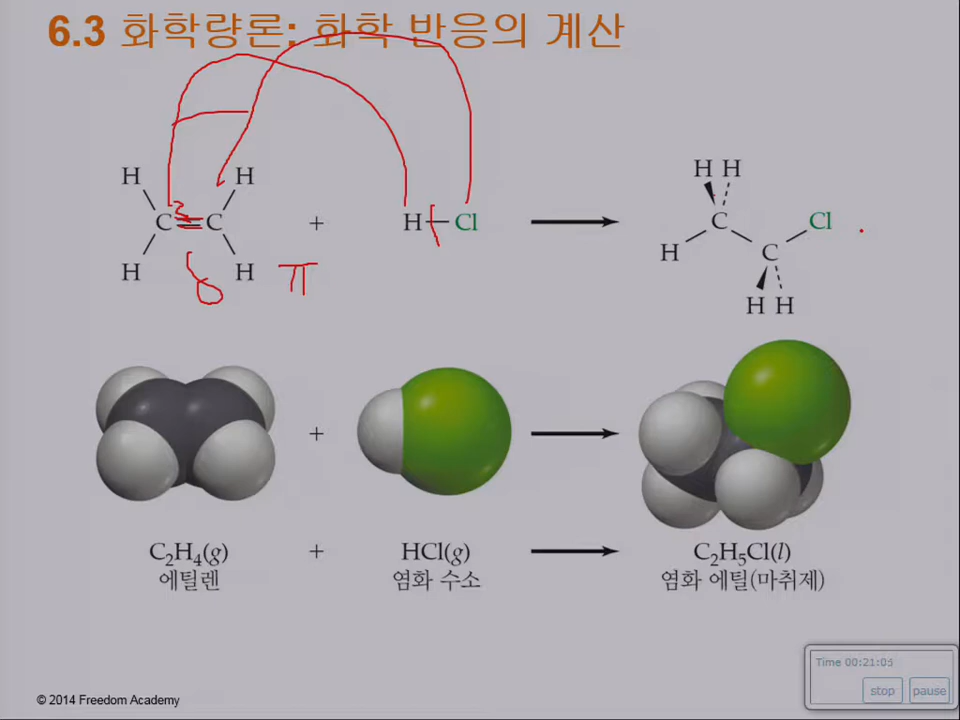 6.3 화학량론: 화학 반응의 계산
H H H H
C C + H Cl C Cl
H C
H H σ π H H
+
C₂H₄(g) + HCl(g) C₂H₅Cl(l)
에틸렌 염화 수소 염화 에틸(마취제)
Time 00:21:05
stop pause
© 2014 Freedom Academy